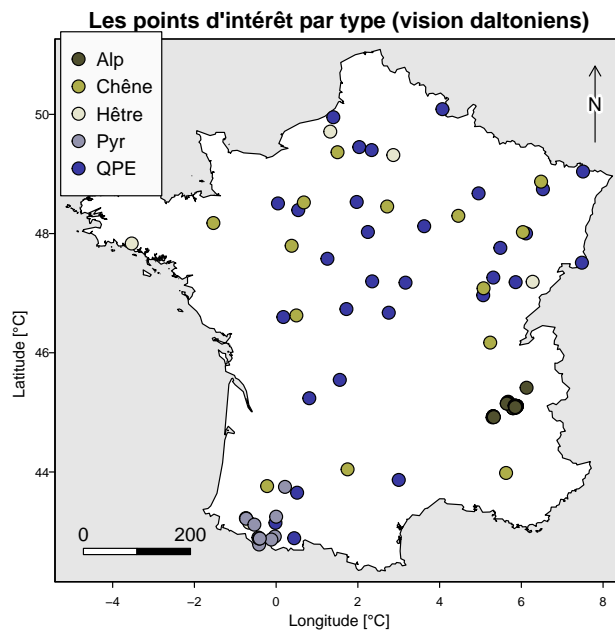 Les points d'intérêt par type (vision daltoniens)
Alp
Chêne
Hêtre
Pyr
QPE
N
50
48
46
44
Latitude [°C]
0 200
−4 −2 0 2 4 6 8
Longitude [°C]